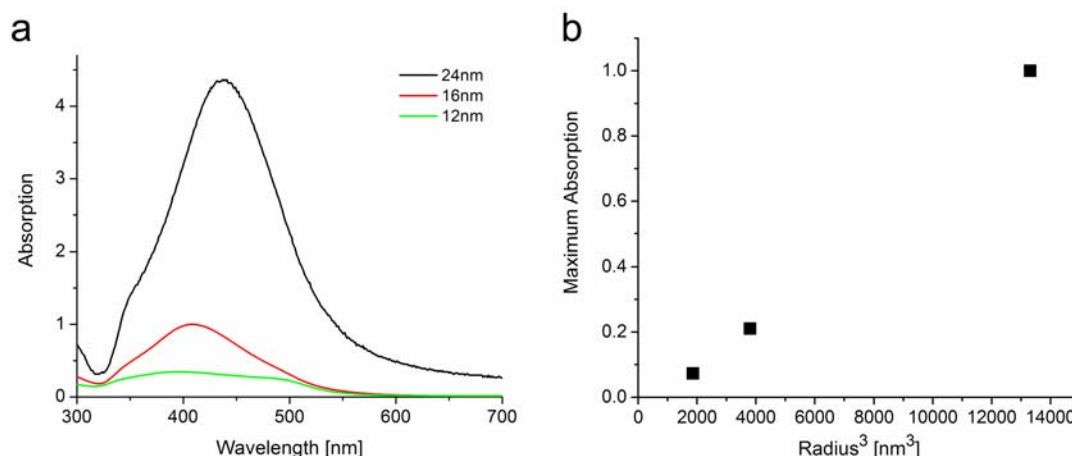 a
4
3
2
1
0
Absorption
24nm
16nm
12nm
300 400 500 600 700
Wavelength [nm]
b
1.0
0.8
0.6
0.4
0.2
0.0
Maximum Absorption
0 2000 4000 6000 8000 10000 12000 14000
Radius³ [nm³]